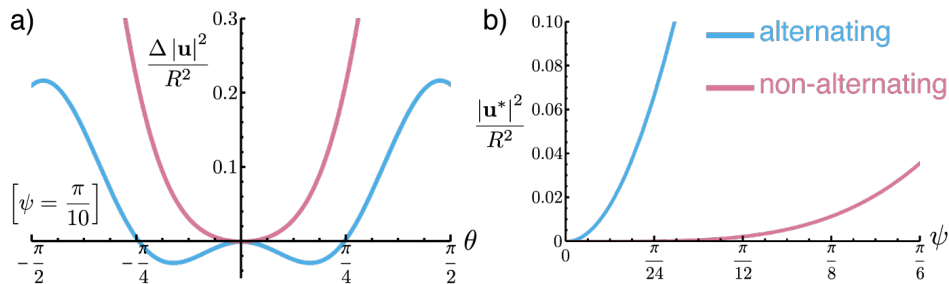 a)
Δ|u|²/R²
0.3
0.2
0.1
[ψ = π/10]
−π/2 −π/4 π/4 π/2 θ
b)
alternating
non-alternating
|u*|²/R²
0.10
0.08
0.06
0.04
0.02
0
0 π/24 π/12 π/8 π/6 ψ